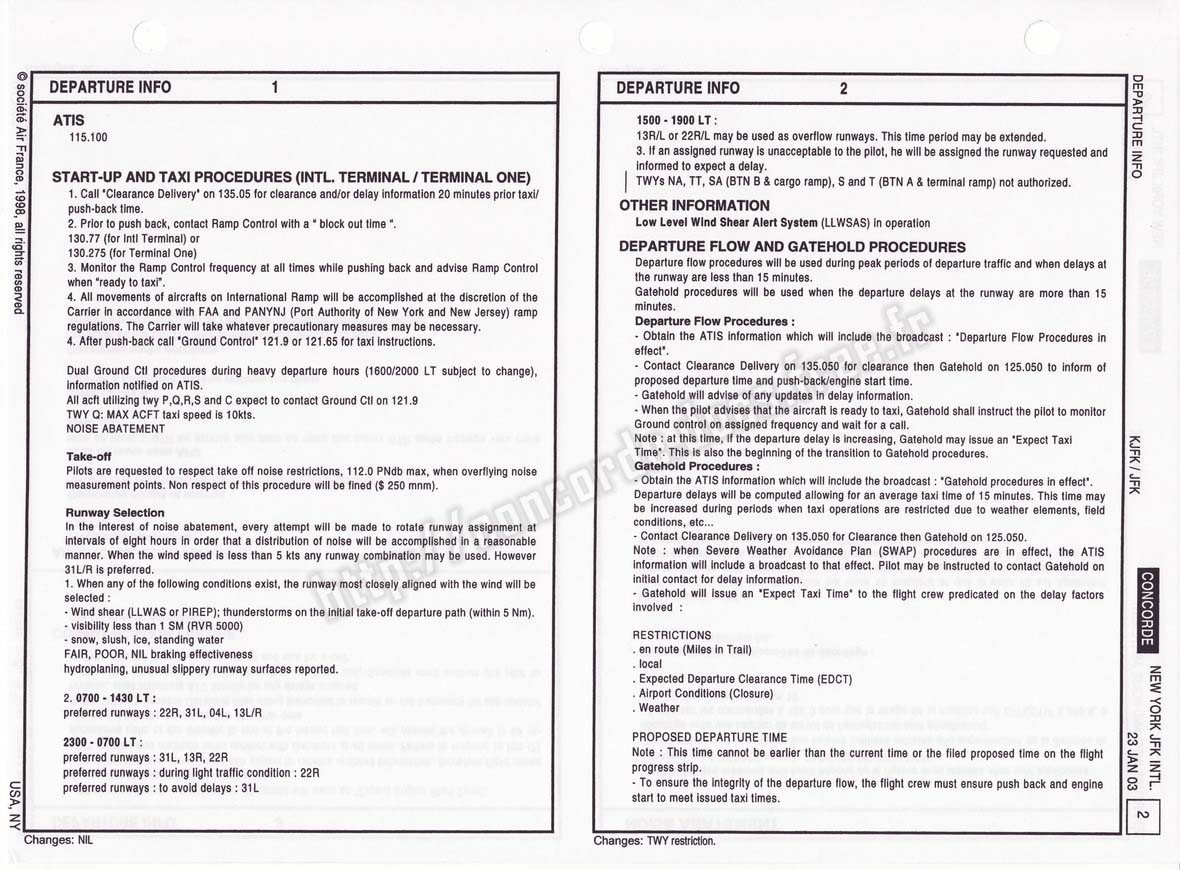 © société Air France, 1998, all rights reserved
DEPARTURE INFO 1
ATIS
115.100
START-UP AND TAXI PROCEDURES (INTL. TERMINAL / TERMINAL ONE)
1. Call "Clearance Delivery" on 135.05 for clearance and/or delay information 20 minutes prior taxi/
push-back time.
2. Prior to push back, contact Ramp Control with a " block out time ".
130.77 (for Intl Terminal) or
130.275 (for Terminal One)
3. Monitor the Ramp Control frequency at all times while pushing back and advise Ramp Control
when "ready to taxi".
4. All movements of aircrafts on International Ramp will be accomplished at the discretion of the
Carrier in accordance with FAA and PANYNJ (Port Authority of New York and New Jersey) ramp
regulations. The Carrier will take whatever precautionary measures may be necessary.
4. After push-back call "Ground Control" 121.9 or 121.65 for taxi instructions.
Dual Ground Ctl procedures during heavy departure hours (1600/2000 LT subject to change),
information notified on ATIS.
All acft utilizing twy P,Q,R,S and C expect to contact Ground Ctl on 121.9
TWY Q: MAX ACFT taxi speed is 10kts.
NOISE ABATEMENT
Take-off
Pilots are requested to respect take off noise restrictions, 112.0 PNdb max, when overflying noise
measurement points. Non respect of this procedure will be fined ($ 250 mnm).
Runway Selection
In the interest of noise abatement, every attempt will be made to rotate runway assignment at
intervals of eight hours in order that a distribution of noise will be accomplished in a reasonable
manner. When the wind speed is less than 5 kts any runway combination may be used. However
31L/R is preferred.
1. When any of the following conditions exist, the runway most closely aligned with the wind will be
selected :
- Wind shear (LLWAS or PIREP); thunderstorms on the initial take-off departure path (within 5 Nm).
- visibility less than 1 SM (RVR 5000)
- snow, slush, ice, standing water
FAIR, POOR, NIL braking effectiveness
hydroplaning, unusual slippery runway surfaces reported.
2. 0700 - 1430 LT :
preferred runways : 22R, 31L, 04L, 13L/R
2300 - 0700 LT :
preferred runways : 31L, 13R, 22R
preferred runways : during light traffic condition : 22R
preferred runways : to avoid delays : 31L
Changes: NIL
USA, NY
DEPARTURE INFO 2
1500 - 1900 LT :
13R/L or 22R/L may be used as overflow runways. This time period may be extended.
3. If an assigned runway is unacceptable to the pilot, he will be assigned the runway requested and
informed to expect a delay.
TWYs NA, TT, SA (BTN B & cargo ramp), S and T (BTN A & terminal ramp) not authorized.
OTHER INFORMATION
Low Level Wind Shear Alert System (LLWSAS) in operation
DEPARTURE FLOW AND GATEHOLD PROCEDURES
Departure flow procedures will be used during peak periods of departure traffic and when delays at
the runway are less than 15 minutes.
Gatehold procedures will be used when the departure delays at the runway are more than 15
minutes.
Departure Flow Procedures :
- Obtain the ATIS information which will include the broadcast : "Departure Flow Procedures in
effect".
- Contact Clearance Delivery on 135.050 for clearance then Gatehold on 125.050 to inform of
proposed departure time and push-back/engine start time.
- Gatehold will advise of any updates in delay information.
- When the pilot advises that the aircraft is ready to taxi, Gatehold shall instruct the pilot to monitor
Ground control on assigned frequency and wait for a call.
Note : at this time, if the departure delay is increasing, Gatehold may issue an "Expect Taxi
Time". This is also the beginning of the transition to Gatehold procedures.
Gatehold Procedures :
- Obtain the ATIS information which will include the broadcast : "Gatehold procedures in effect".
Departure delays will be computed allowing for an average taxi time of 15 minutes. This time may
be increased during periods when taxi operations are restricted due to weather elements, field
conditions, etc...
- Contact Clearance Delivery on 135.050 for Clearance then Gatehold on 125.050.
Note : when Severe Weather Avoidance Plan (SWAP) procedures are in effect, the ATIS
information will include a broadcast to that effect. Pilot may be instructed to contact Gatehold on
initial contact for delay information.
- Gatehold will issue an "Expect Taxi Time" to the flight crew predicated on the delay factors
involved :
RESTRICTIONS
. en route (Miles in Trail)
. local
. Expected Departure Clearance Time (EDCT)
. Airport Conditions (Closure)
. Weather
PROPOSED DEPARTURE TIME
Note : This time cannot be earlier than the current time or the filed proposed time on the flight
progress strip.
- To ensure the integrity of the departure flow, the flight crew must ensure push back and engine
start to meet issued taxi times.
Changes: TWY restriction.
DEPARTURE INFO
KJFK / JFK
CONCORDE
NEW YORK JFK INTL.
23 JAN 03
2